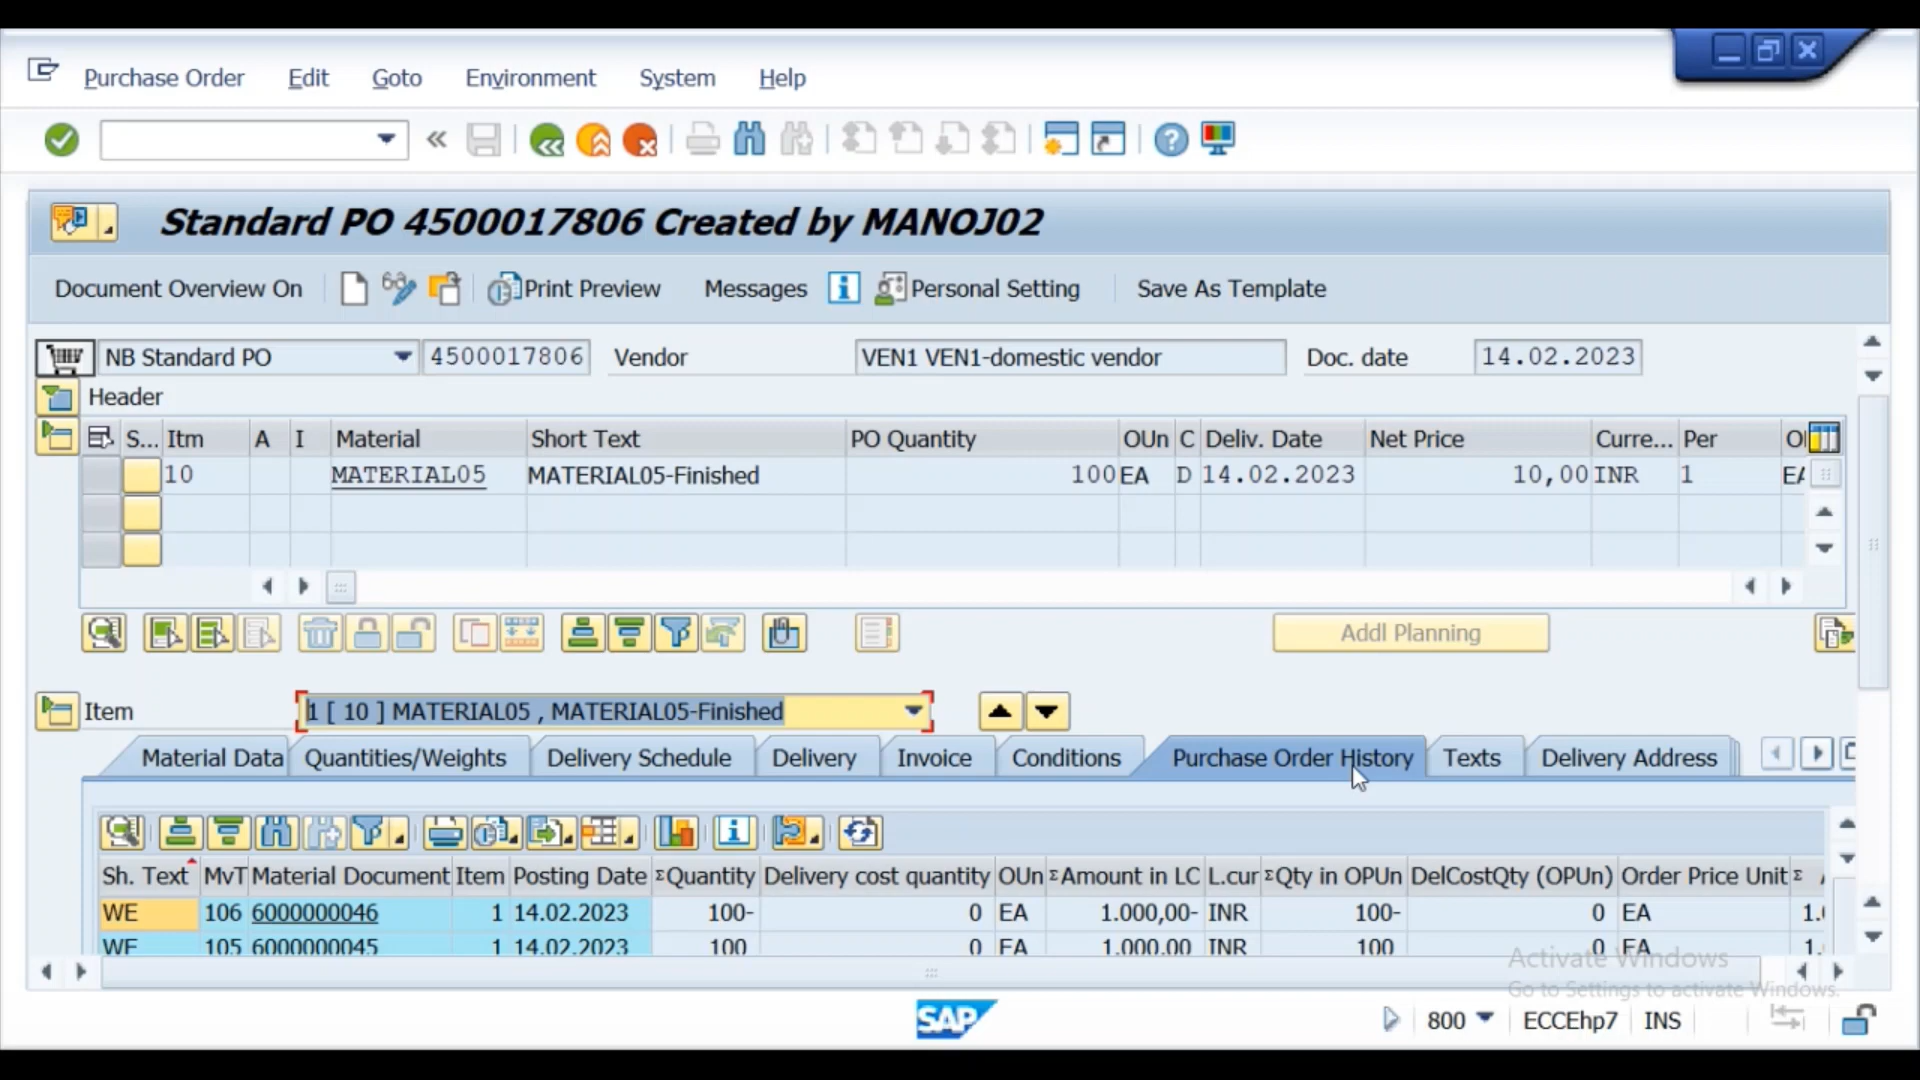 Purchase Order Edit Goto Environment System Help
Standard PO 4500017806 Created by MANOJ02
Document Overview On Print Preview Messages Personal Setting Save As Template
NB Standard PO 4500017806 Vendor VEN1 VEN1-domestic vendor Doc. date 14.02.2023
Header
S... Itm A I Material Short Text PO Quantity OUn C Deliv. Date Net Price Curre... Per
10 MATERIAL05 MATERIAL05-Finished 100 EA D 14.02.2023 10,00 INR 1 EA
Addl Planning
Item 1 [ 10 ] MATERIAL05 , MATERIAL05-Finished
Material Data Quantities/Weights Delivery Schedule Delivery Invoice Conditions Purchase Order History Texts Delivery Address
Sh. Text MvT Material Document Item Posting Date ΣQuantity Delivery cost quantity OUn ΣAmount in LC L.cur ΣQty in OPUn DelCostQty (OPUn) Order Price Unit Σ
WE 106 6000000046 1 14.02.2023 100- 0 EA 1.000,00- INR 100- 0 EA
WE 105 6000000045 1 14.02.2023 100 0 EA 1.000,00 INR 100 0 EA
Activate Windows
Go to Settings to activate Windows.
SAP 800 ECCEhp7 INS